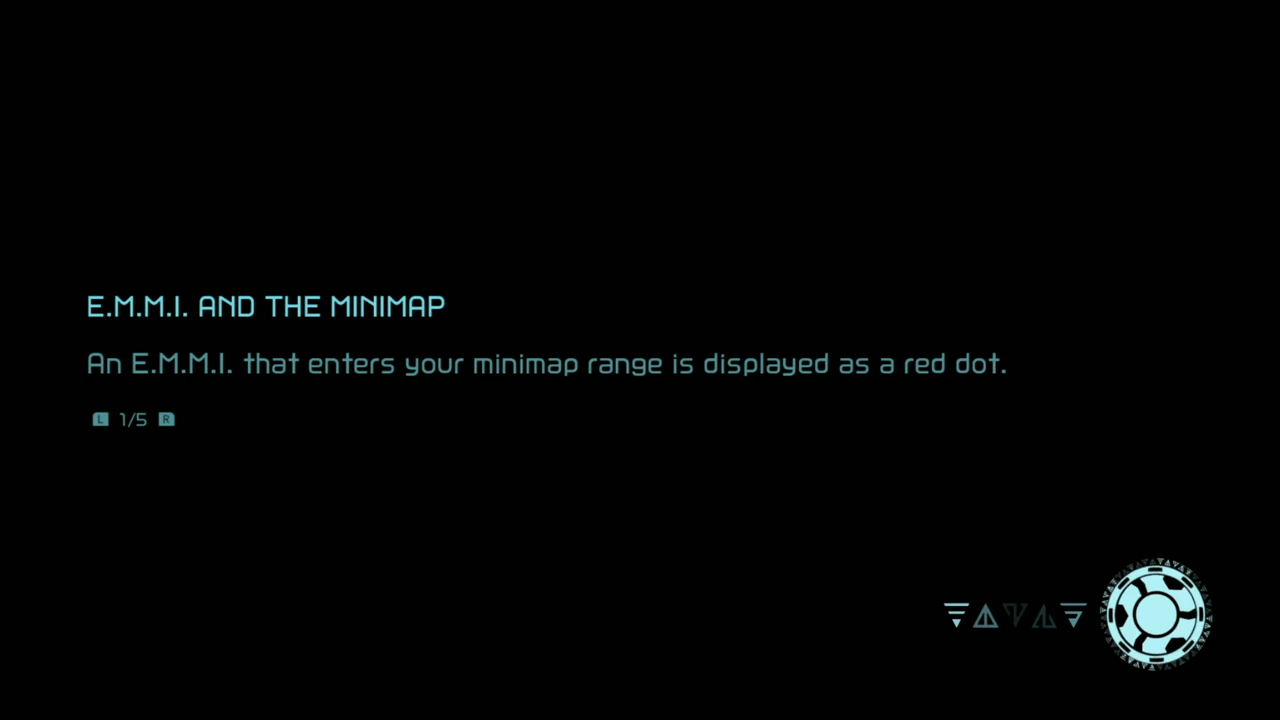 E.M.M.I. AND THE MINIMAP
An E.M.M.I. that enters your minimap range is displayed as a red dot.
L 1/5 R